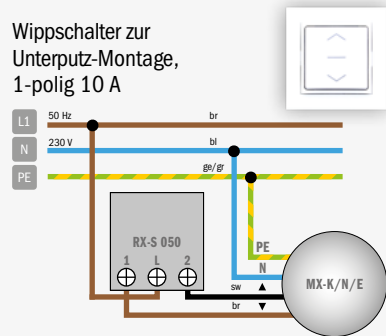 Wippschalter zur
Unterputz-Montage,
1-polig 10 A
L1 50 Hz br
N 230 V bl
PE ge/gr
RX-S 050
1 L 2
PE
N
sw
br
MX-K/N/E